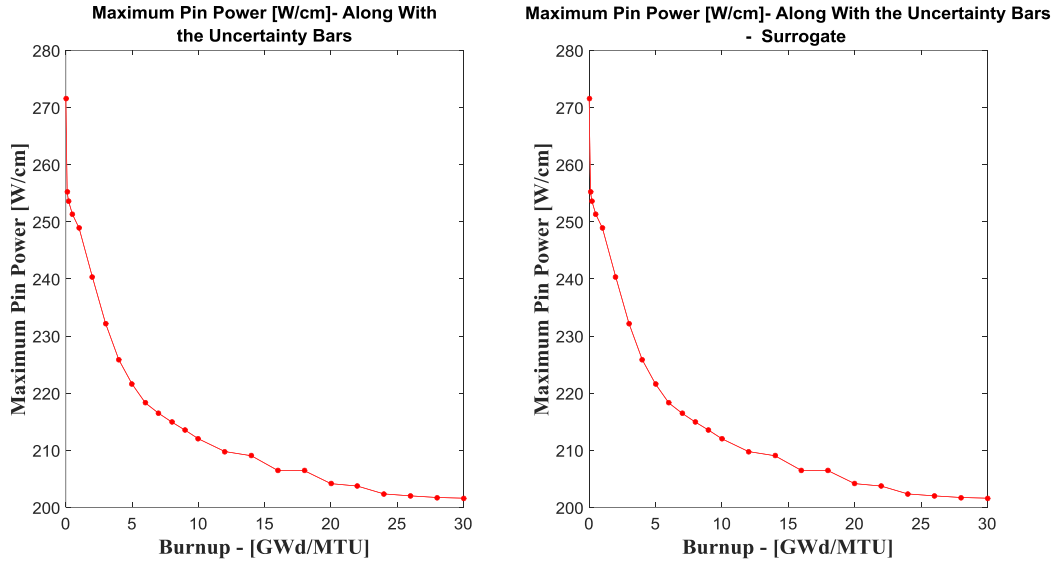 Maximum Pin Power [W/cm]- Along With
the Uncertainty Bars
280
270
260
250
240
230
220
210
200
Maximum Pin Power [W/cm]
0 5 10 15 20 25 30
Burnup - [GWd/MTU]
Maximum Pin Power [W/cm]- Along With the Uncertainty Bars
- Surrogate
280
270
260
250
240
230
220
210
200
Maximum Pin Power [W/cm]
0 5 10 15 20 25 30
Burnup - [GWd/MTU]